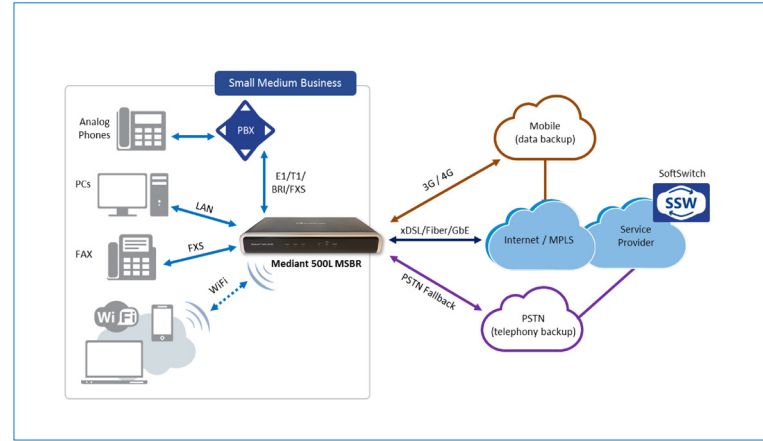 Small Medium Business
Analog
Phones
PBX
E1/T1/
BRI/FXS
PCs
LAN
FAX
FXS
Mediant 500L MSBR
WiFi
Wi Fi
Mobile
(data backup)
3G / 4G
SoftSwitch
SSW
xDSL/Fiber/GbE
Internet / MPLS
Service
Provider
PSTN Fallback
PSTN
(telephony backup)